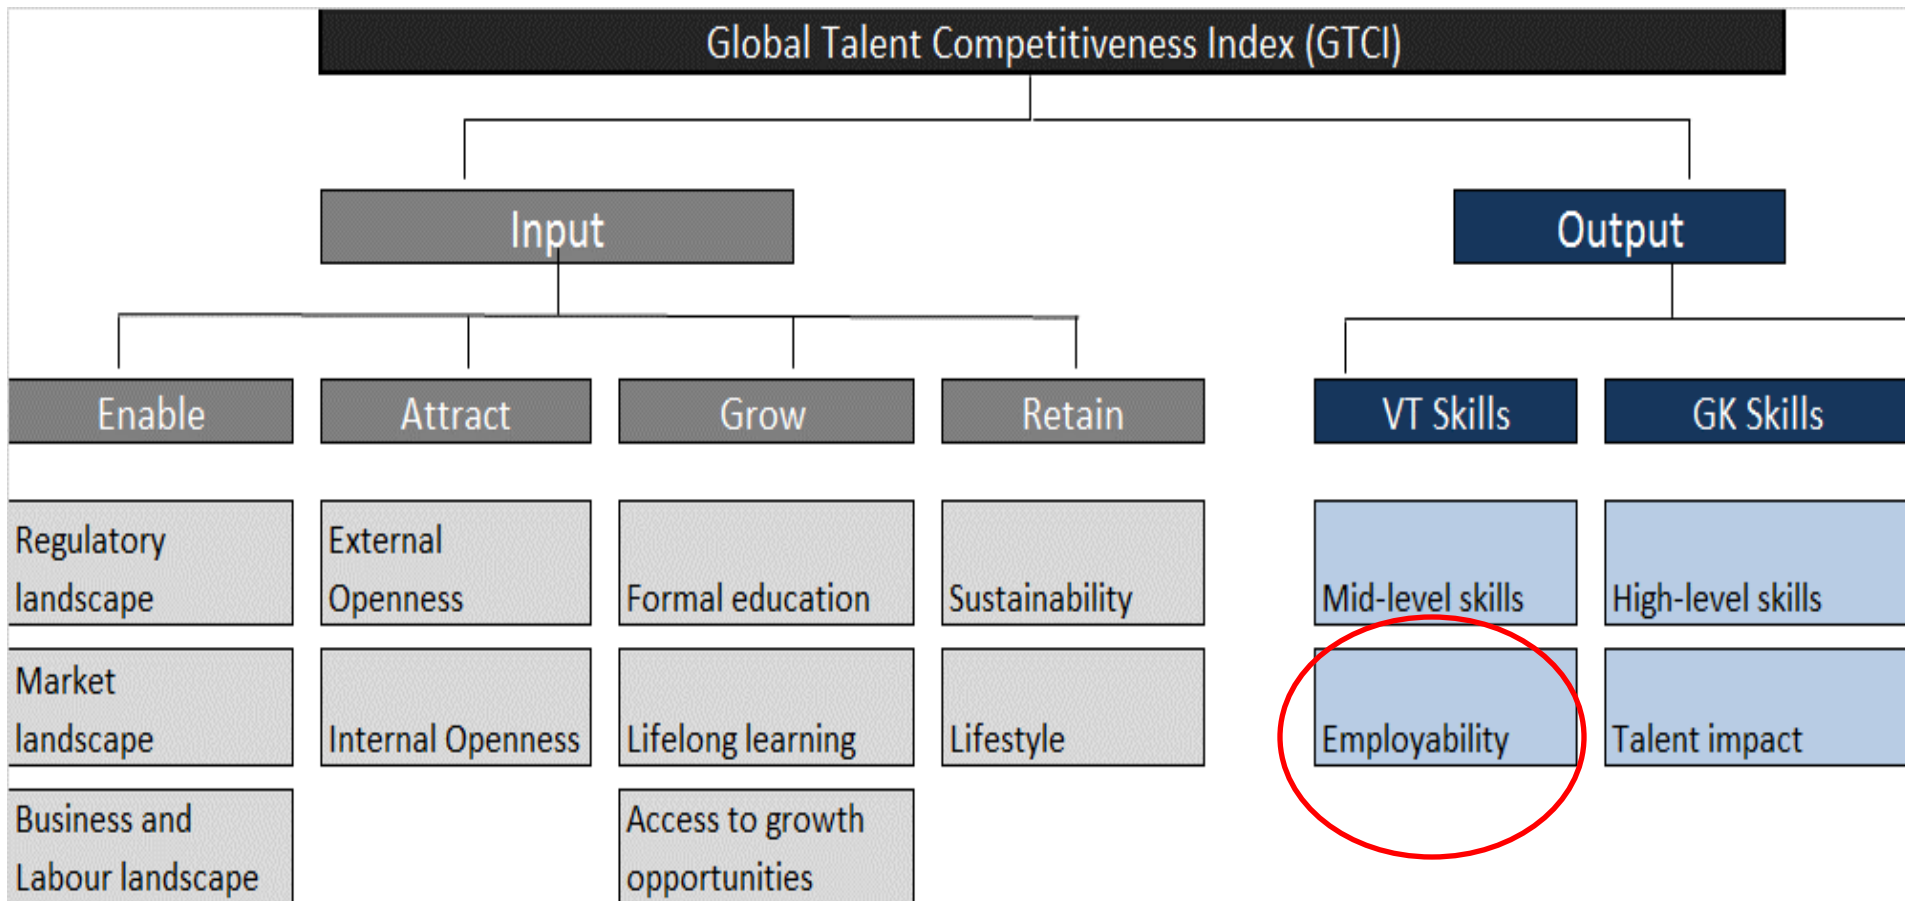 Global Talent Competitiveness Index (GTCI)
Input
Output
Enable
Attract
Grow
Retain
VT Skills
GK Skills
Regulatory
landscape
External
Openness
Formal education
Sustainability
Mid-level skills
High-level skills
Market
landscape
Internal Openness
Lifelong learning
Lifestyle
Employability
Talent impact
Business and
Labour landscape
Access to growth
opportunities